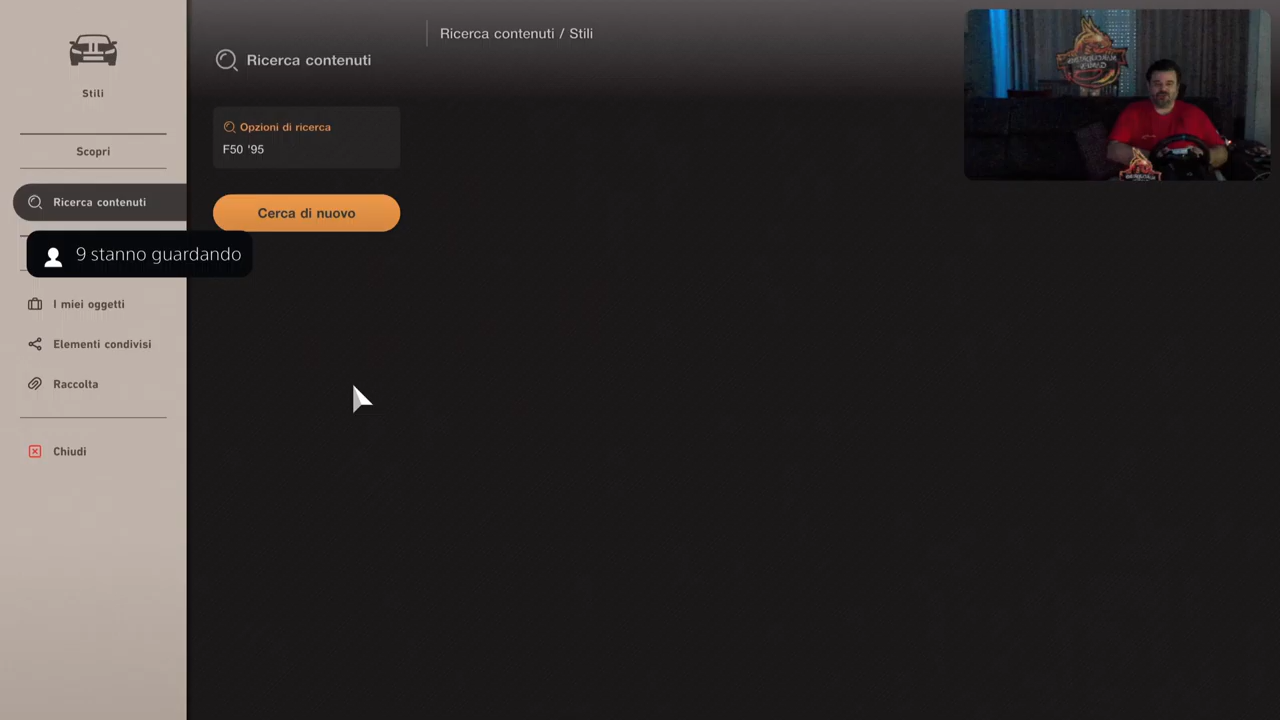 Stili
Scopri
Ricerca contenuti
9 stanno guardando
I miei oggetti
Elementi condivisi
Raccolta
Chiudi
Ricerca contenuti
Ricerca contenuti / Stili
Opzioni di ricerca
F50 '95
Cerca di nuovo